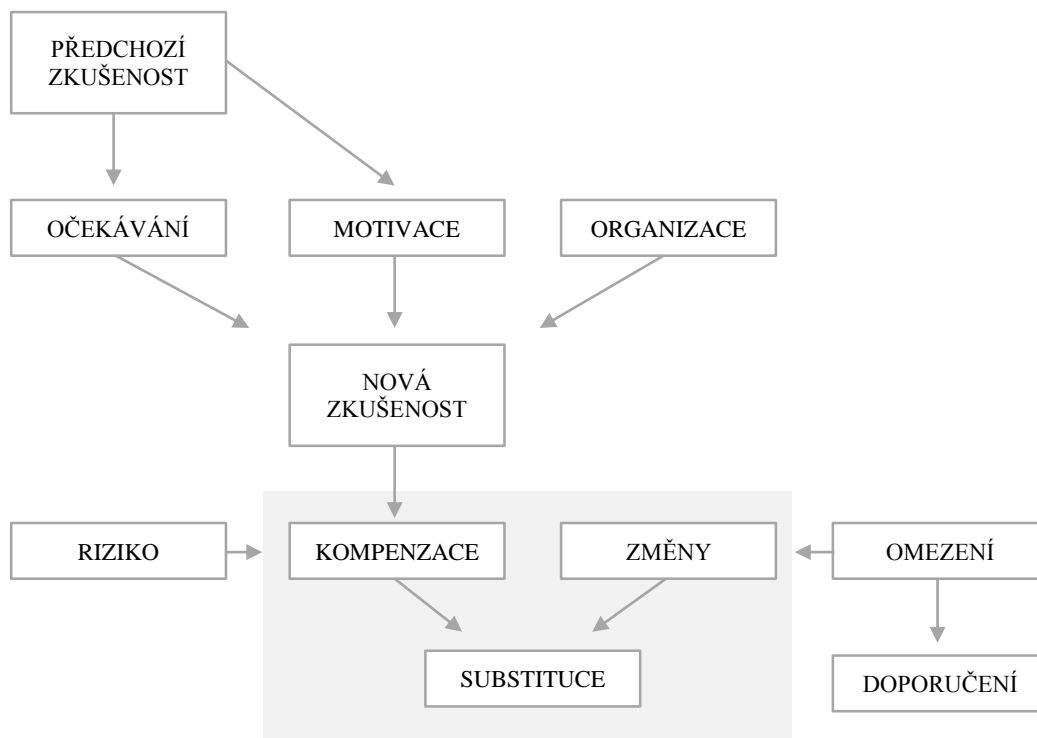 PŘEDCHOZÍ
ZKUŠENOST
OČEKÁVÁNÍ
MOTIVACE
ORGANIZACE
NOVÁ
ZKUŠENOST
RIZIKO
KOMPENZACE
ZMĚNY
OMEZENÍ
SUBSTITUCE
DOPORUČENÍ